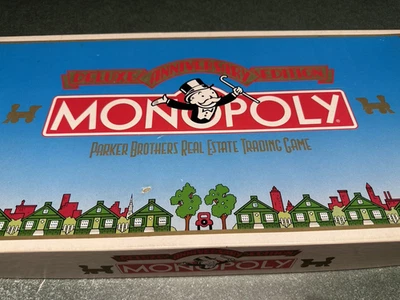 DELUXE ANNIVERSARY EDITION
MONOPOLY
PARKER BROTHERS REAL ESTATE TRADING GAME
MONOPOLY